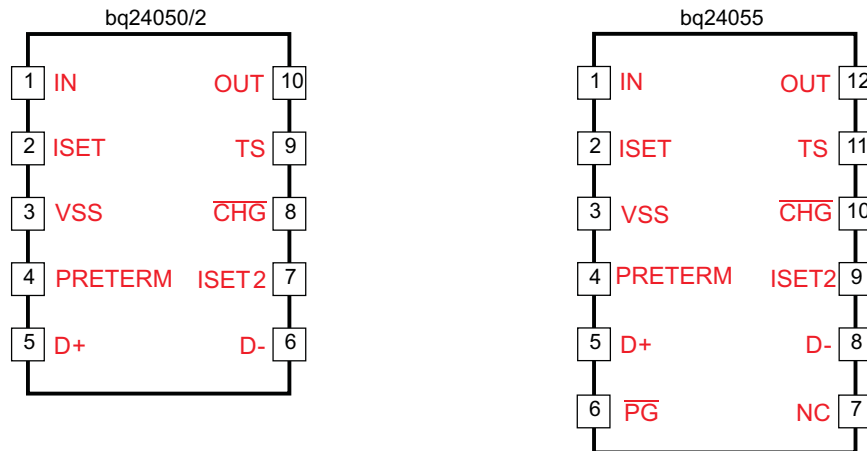 bq24050/2
1 IN OUT 10
2 ISET TS 9
3 VSS CHG 8
4 PRETERM ISET2 7
5 D+ D- 6
bq24055
1 IN OUT 12
2 ISET TS 11
3 VSS CHG 10
4 PRETERM ISET2 9
5 D+ D- 8
6 PG NC 7